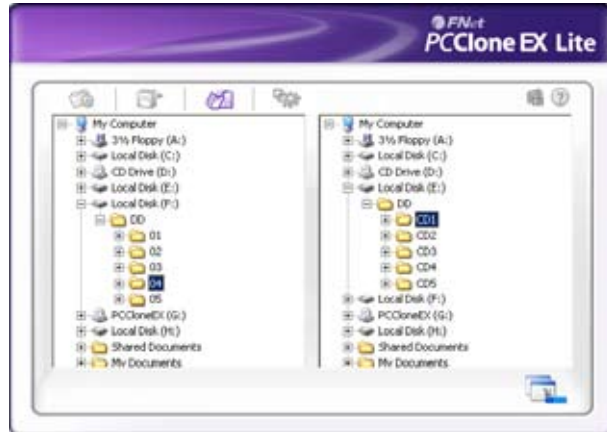 FNet
PCClone EX Lite
My Computer
3½ Floppy (A:)
Local Disk (C:)
CD Drive (D:)
Local Disk (E:)
Local Disk (F:)
DD
01
02
03
04
05
PCCloneEX (G:)
Local Disk (H:)
Shared Documents
My Documents
My Computer
3½ Floppy (A:)
Local Disk (C:)
CD Drive (D:)
Local Disk (E:)
DD
CD1
CD2
CD3
CD4
CD5
Local Disk (F:)
PCCloneEX (G:)
Local Disk (H:)
Shared Documents
My Documents